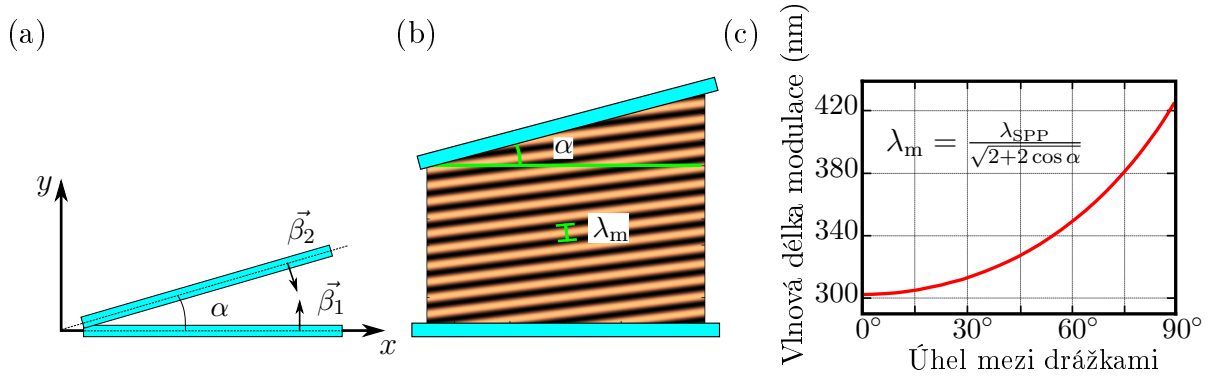 (a)
y
β⃗₂
β⃗₁
α
x
(b)
α
λₘ
(c)
Vlnová délka modulace (nm)
420
380
340
300
λₘ = λ_SPP / √(2+2 cos α)
0° 30° 60° 90°
Úhel mezi drážkami